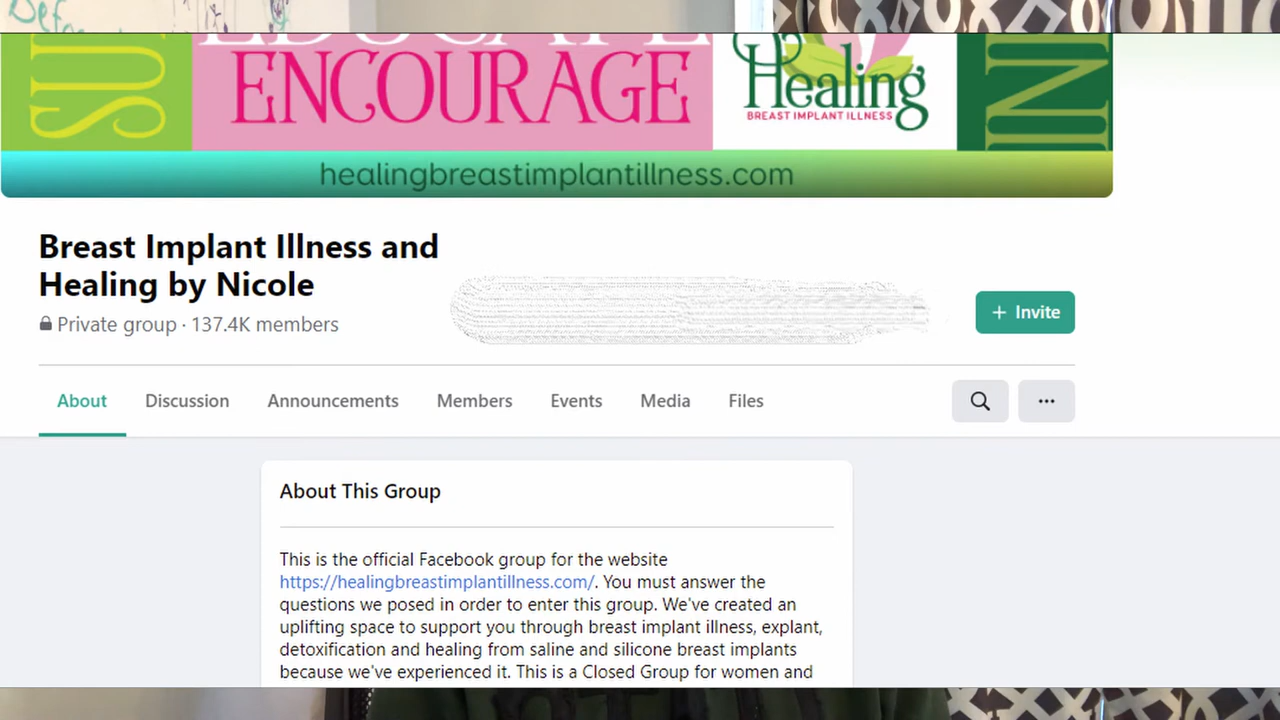 ENCOURAGE
Healing
BREAST IMPLANT ILLNESS
healingbreastimplantillness.com
Breast Implant Illness and
Healing by Nicole
Private group · 137.4K members
+ Invite
About Discussion Announcements Members Events Media Files
About This Group
This is the official Facebook group for the website
https://healingbreastimplantillness.com/. You must answer the
questions we posed in order to enter this group. We've created an
uplifting space to support you through breast implant illness, explant,
detoxification and healing from saline and silicone breast implants
because we've experienced it. This is a Closed Group for women and